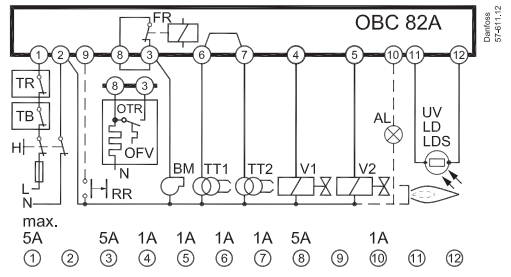 FR
OBC 82A
Danfoss
57-611.12
1 2 9 8 3 6 7 4 5 10 11 12
TR
8 3
TB
OTR
OFV
UV
LD
LDS
AL
H
BM
TT1
TT2
V1
V2
L
N
N
RR
max.
5A 5A 1A 1A 1A 1A 5A 1A
1 2 3 4 5 6 7 8 9 10 11 12